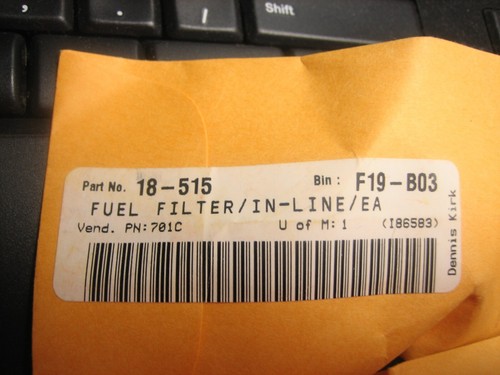 Shift
Part No. 18-515 Bin: F19-B03
FUEL FILTER/IN-LINE/EA
Vend. PN:701C U of M:1 (I86583)
Dennis Kirk